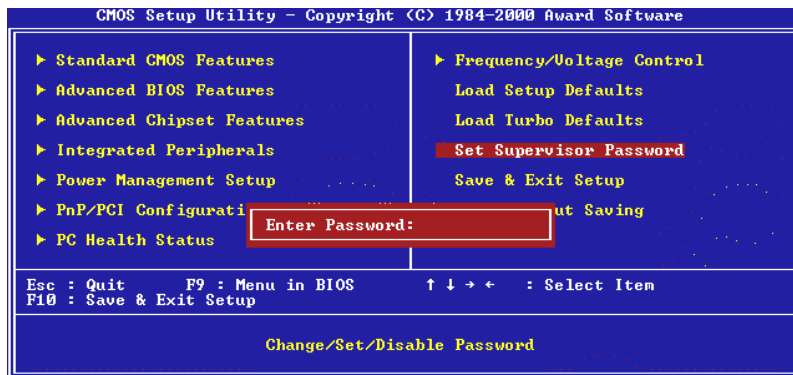 CMOS Setup Utility - Copyright (C) 1984-2000 Award Software
▶ Standard CMOS Features
▶ Advanced BIOS Features
▶ Advanced Chipset Features
▶ Integrated Peripherals
▶ Power Management Setup
▶ PnP/PCI Configurati
▶ PC Health Status
▶ Frequency/Voltage Control
Load Setup Defaults
Load Turbo Defaults
Set Supervisor Password
Save & Exit Setup
ut Saving
Enter Password:
Esc : Quit F9 : Menu in BIOS ↑ ↓ → ← : Select Item
F10 : Save & Exit Setup
Change/Set/Disable Password